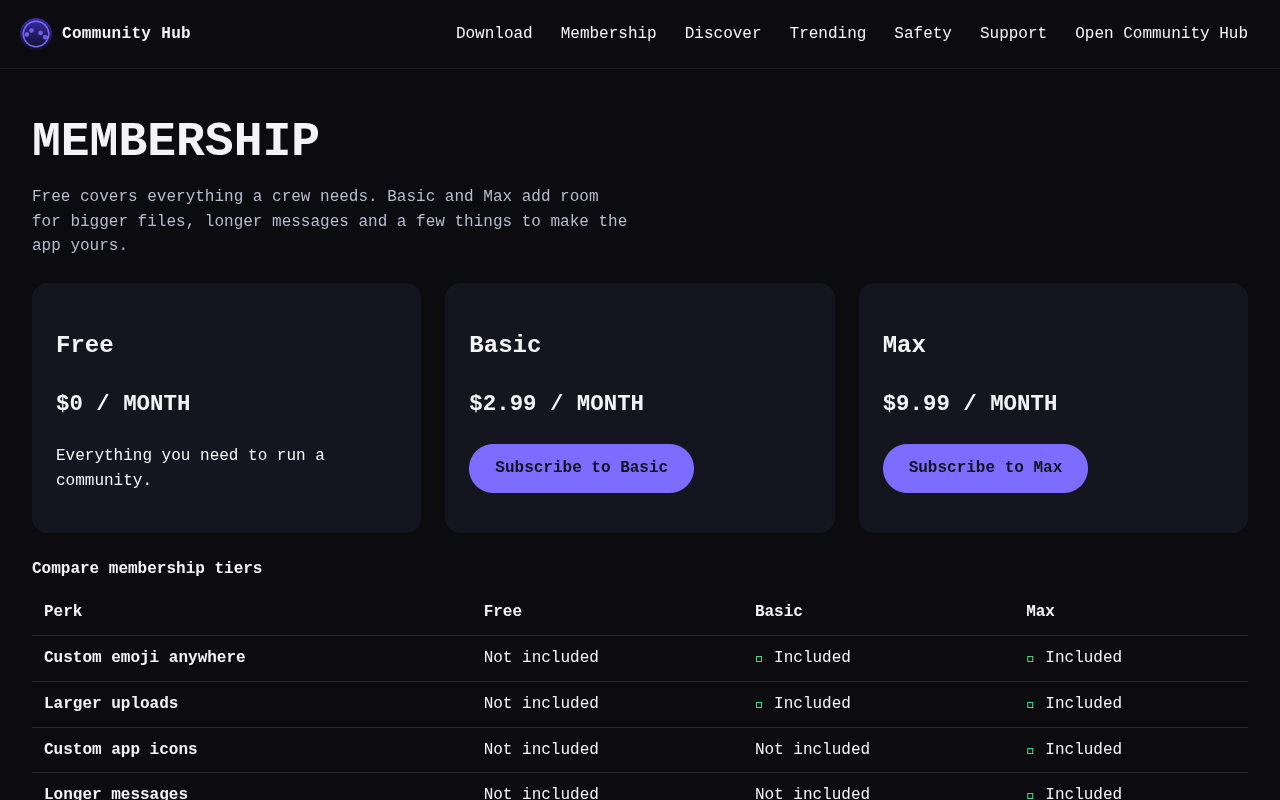 Community Hub
Download Membership Discover Trending Safety Support Open Community Hub
MEMBERSHIP
Free covers everything a crew needs. Basic and Max add room
for bigger files, longer messages and a few things to make the
app yours.
Free
$0 / MONTH
Everything you need to run a
community.
Basic
$2.99 / MONTH
Subscribe to Basic
Max
$9.99 / MONTH
Subscribe to Max
Compare membership tiers
Perk Free Basic Max
Custom emoji anywhere Not included Included Included
Larger uploads Not included Included Included
Custom app icons Not included Not included Included
Longer messages Not included Not included Included